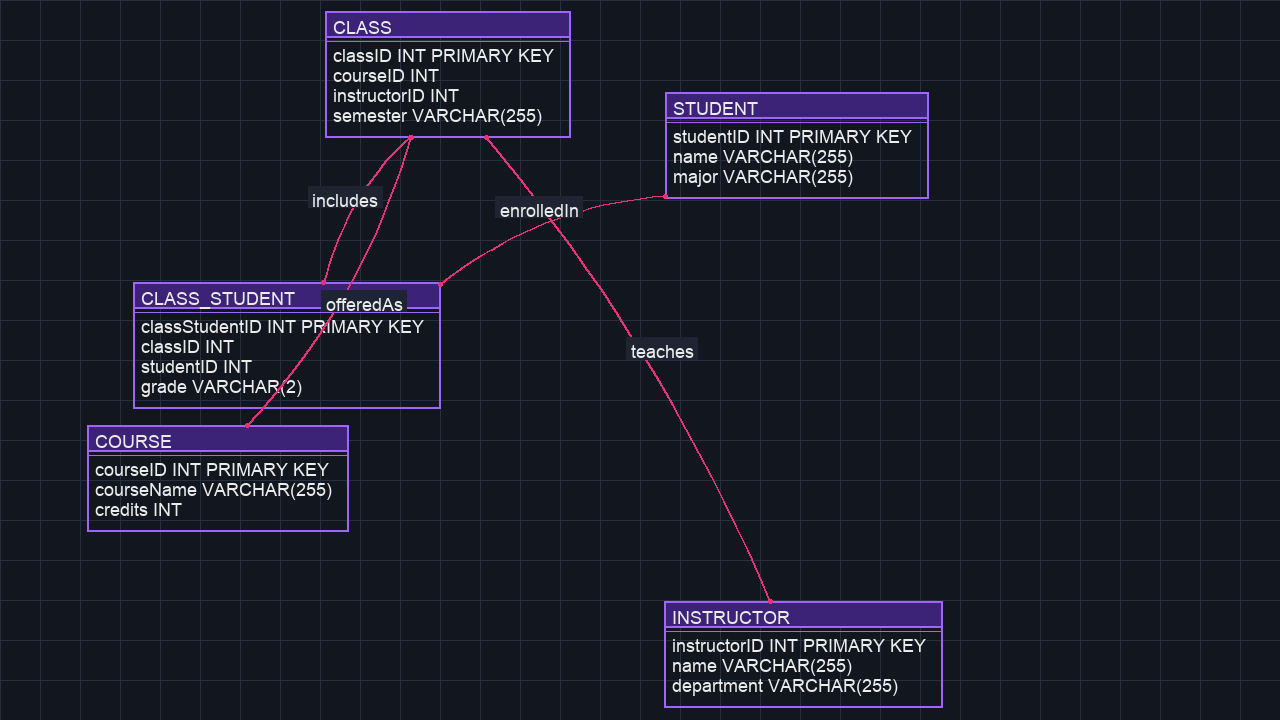 CLASS
classID INT PRIMARY KEY
courseID INT
instructorID INT
semester VARCHAR(255)
STUDENT
studentID INT PRIMARY KEY
name VARCHAR(255)
major VARCHAR(255)
includes
enrolledIn
CLASS_STUDENT
offeredAs
classStudentID INT PRIMARY KEY
classID INT
studentID INT
grade VARCHAR(2)
teaches
COURSE
courseID INT PRIMARY KEY
courseName VARCHAR(255)
credits INT
INSTRUCTOR
instructorID INT PRIMARY KEY
name VARCHAR(255)
department VARCHAR(255)